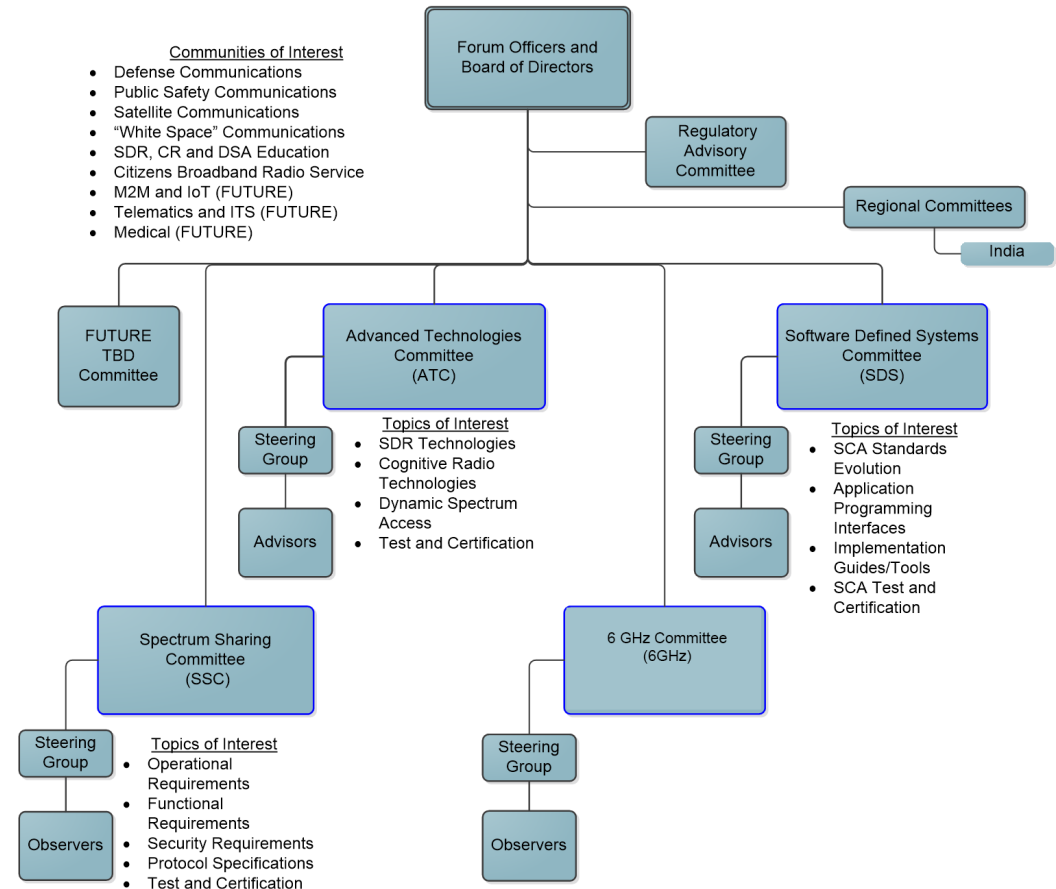 Forum Officers and
Board of Directors
Communities of Interest
• Defense Communications
• Public Safety Communications
• Satellite Communications
• “White Space” Communications
• SDR, CR and DSA Education
• Citizens Broadband Radio Service
• M2M and IoT (FUTURE)
• Telematics and ITS (FUTURE)
• Medical (FUTURE)
Regulatory
Advisory
Committee
Regional Committees
India
FUTURE
TBD
Committee
Advanced Technologies
Committee
(ATC)
Steering
Group
Advisors
Topics of Interest
• SDR Technologies
• Cognitive Radio
Technologies
• Dynamic Spectrum
Access
• Test and Certification
Software Defined Systems
Committee
(SDS)
Steering
Group
Advisors
Topics of Interest
• SCA Standards
Evolution
• Application
Programming
Interfaces
• Implementation
Guides/Tools
• SCA Test and
Certification
Spectrum Sharing
Committee
(SSC)
Steering
Group
Observers
Topics of Interest
• Operational
Requirements
• Functional
Requirements
• Security Requirements
• Protocol Specifications
• Test and Certification
6 GHz Committee
(6GHz)
Steering
Group
Observers